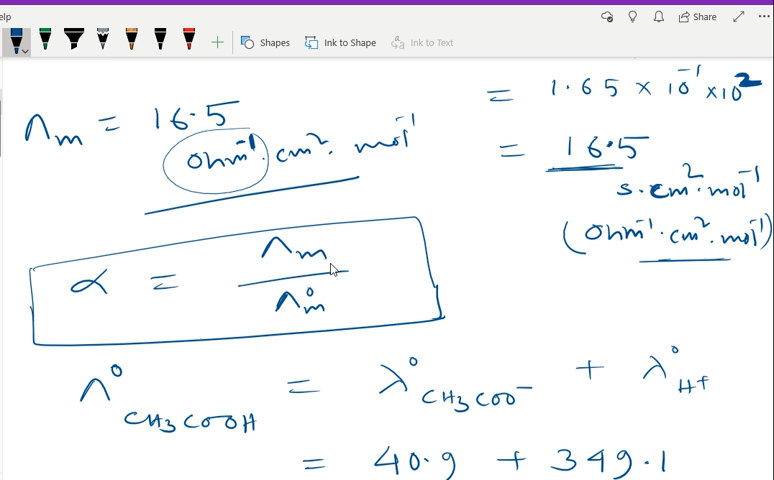 elp
Share
Shapes
Ink to Shape
Ink to Text
Λm = 16.5
ohm⁻¹. cm². mol⁻¹
= 1.65 × 10⁻¹ × 10²
= 16.5
S. cm². mol⁻¹
(ohm⁻¹. cm². mol⁻¹)
α = Λm / Λ°m
Λ°CH3COOH = λ°CH3COO⁻ + λ°H+
= 40.9 + 349.1